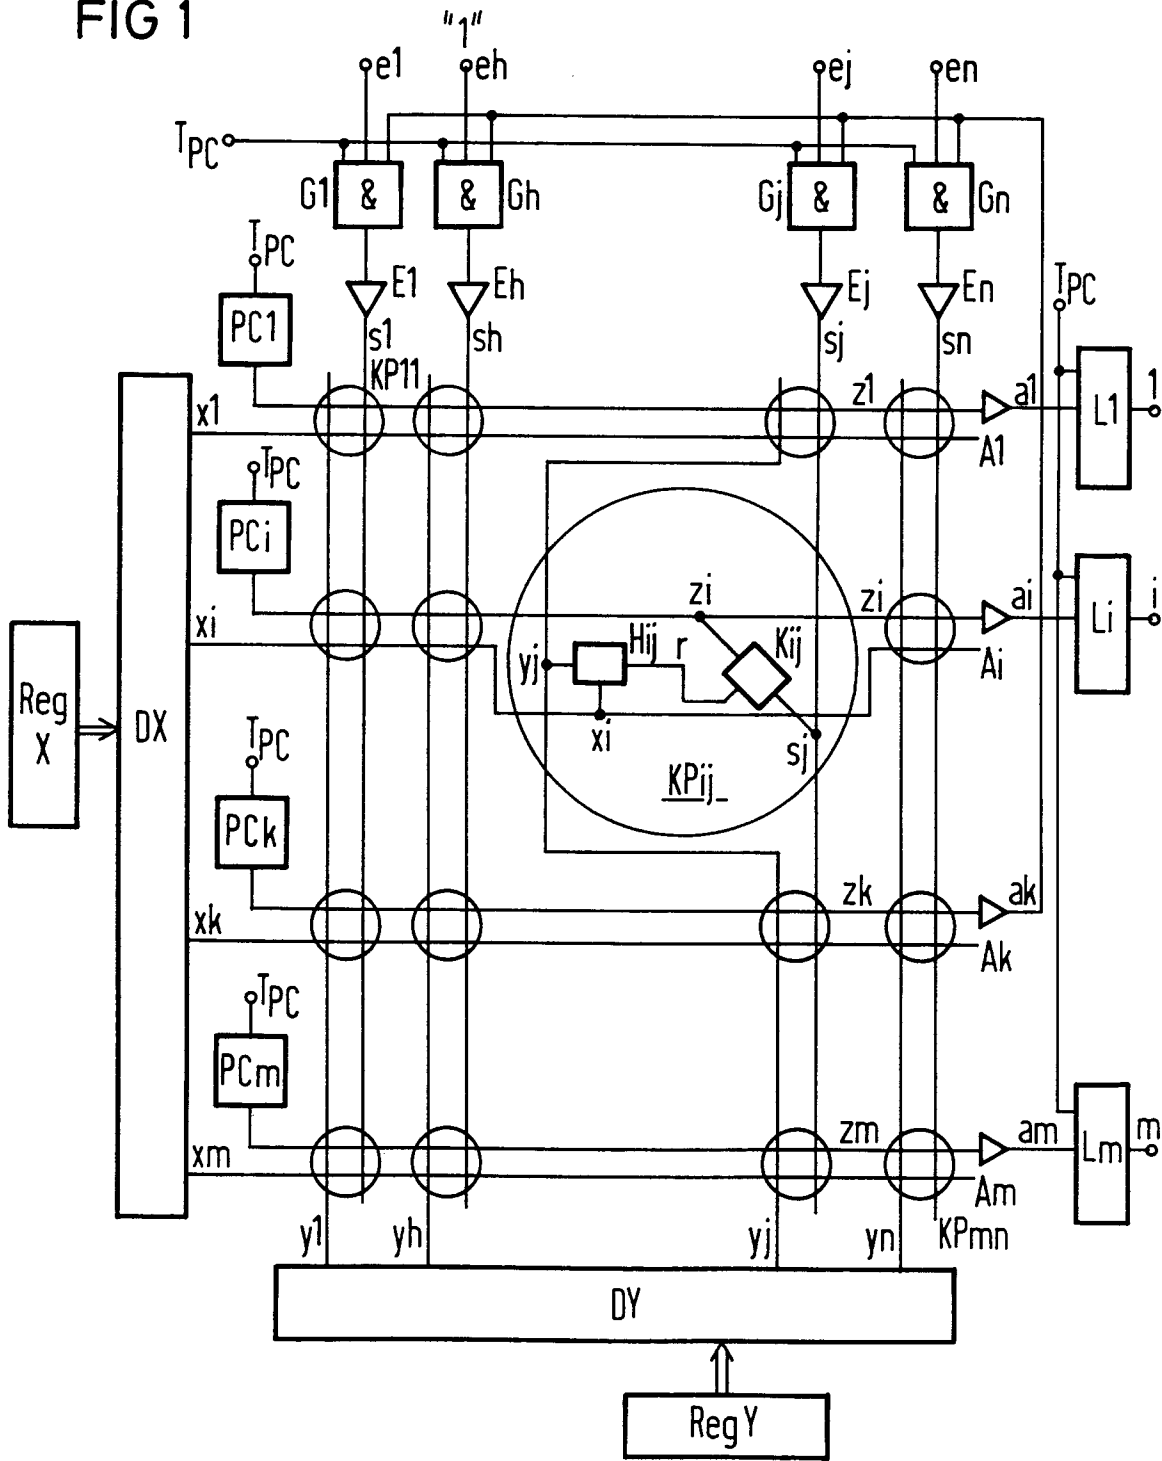 FIG 1
"1"
e1 eh ej en
TPC
G1 & & Gh Gj & & Gn
TPC
E1 Eh Ej En
TPC
PC1
s1 sh sj sn
KP11
x1 z1 a1 L1 1
A1
TPC
PCi
xi zi zi ai Li i
Hij r Kij
yj
Ai
xi sj
KPij
Reg X
DX
TPC
PCk
xk zk ak
Ak
TPC
PCm
xm zm am Lm m
Am
y1 yh yj yn KPmn
DY
Reg Y